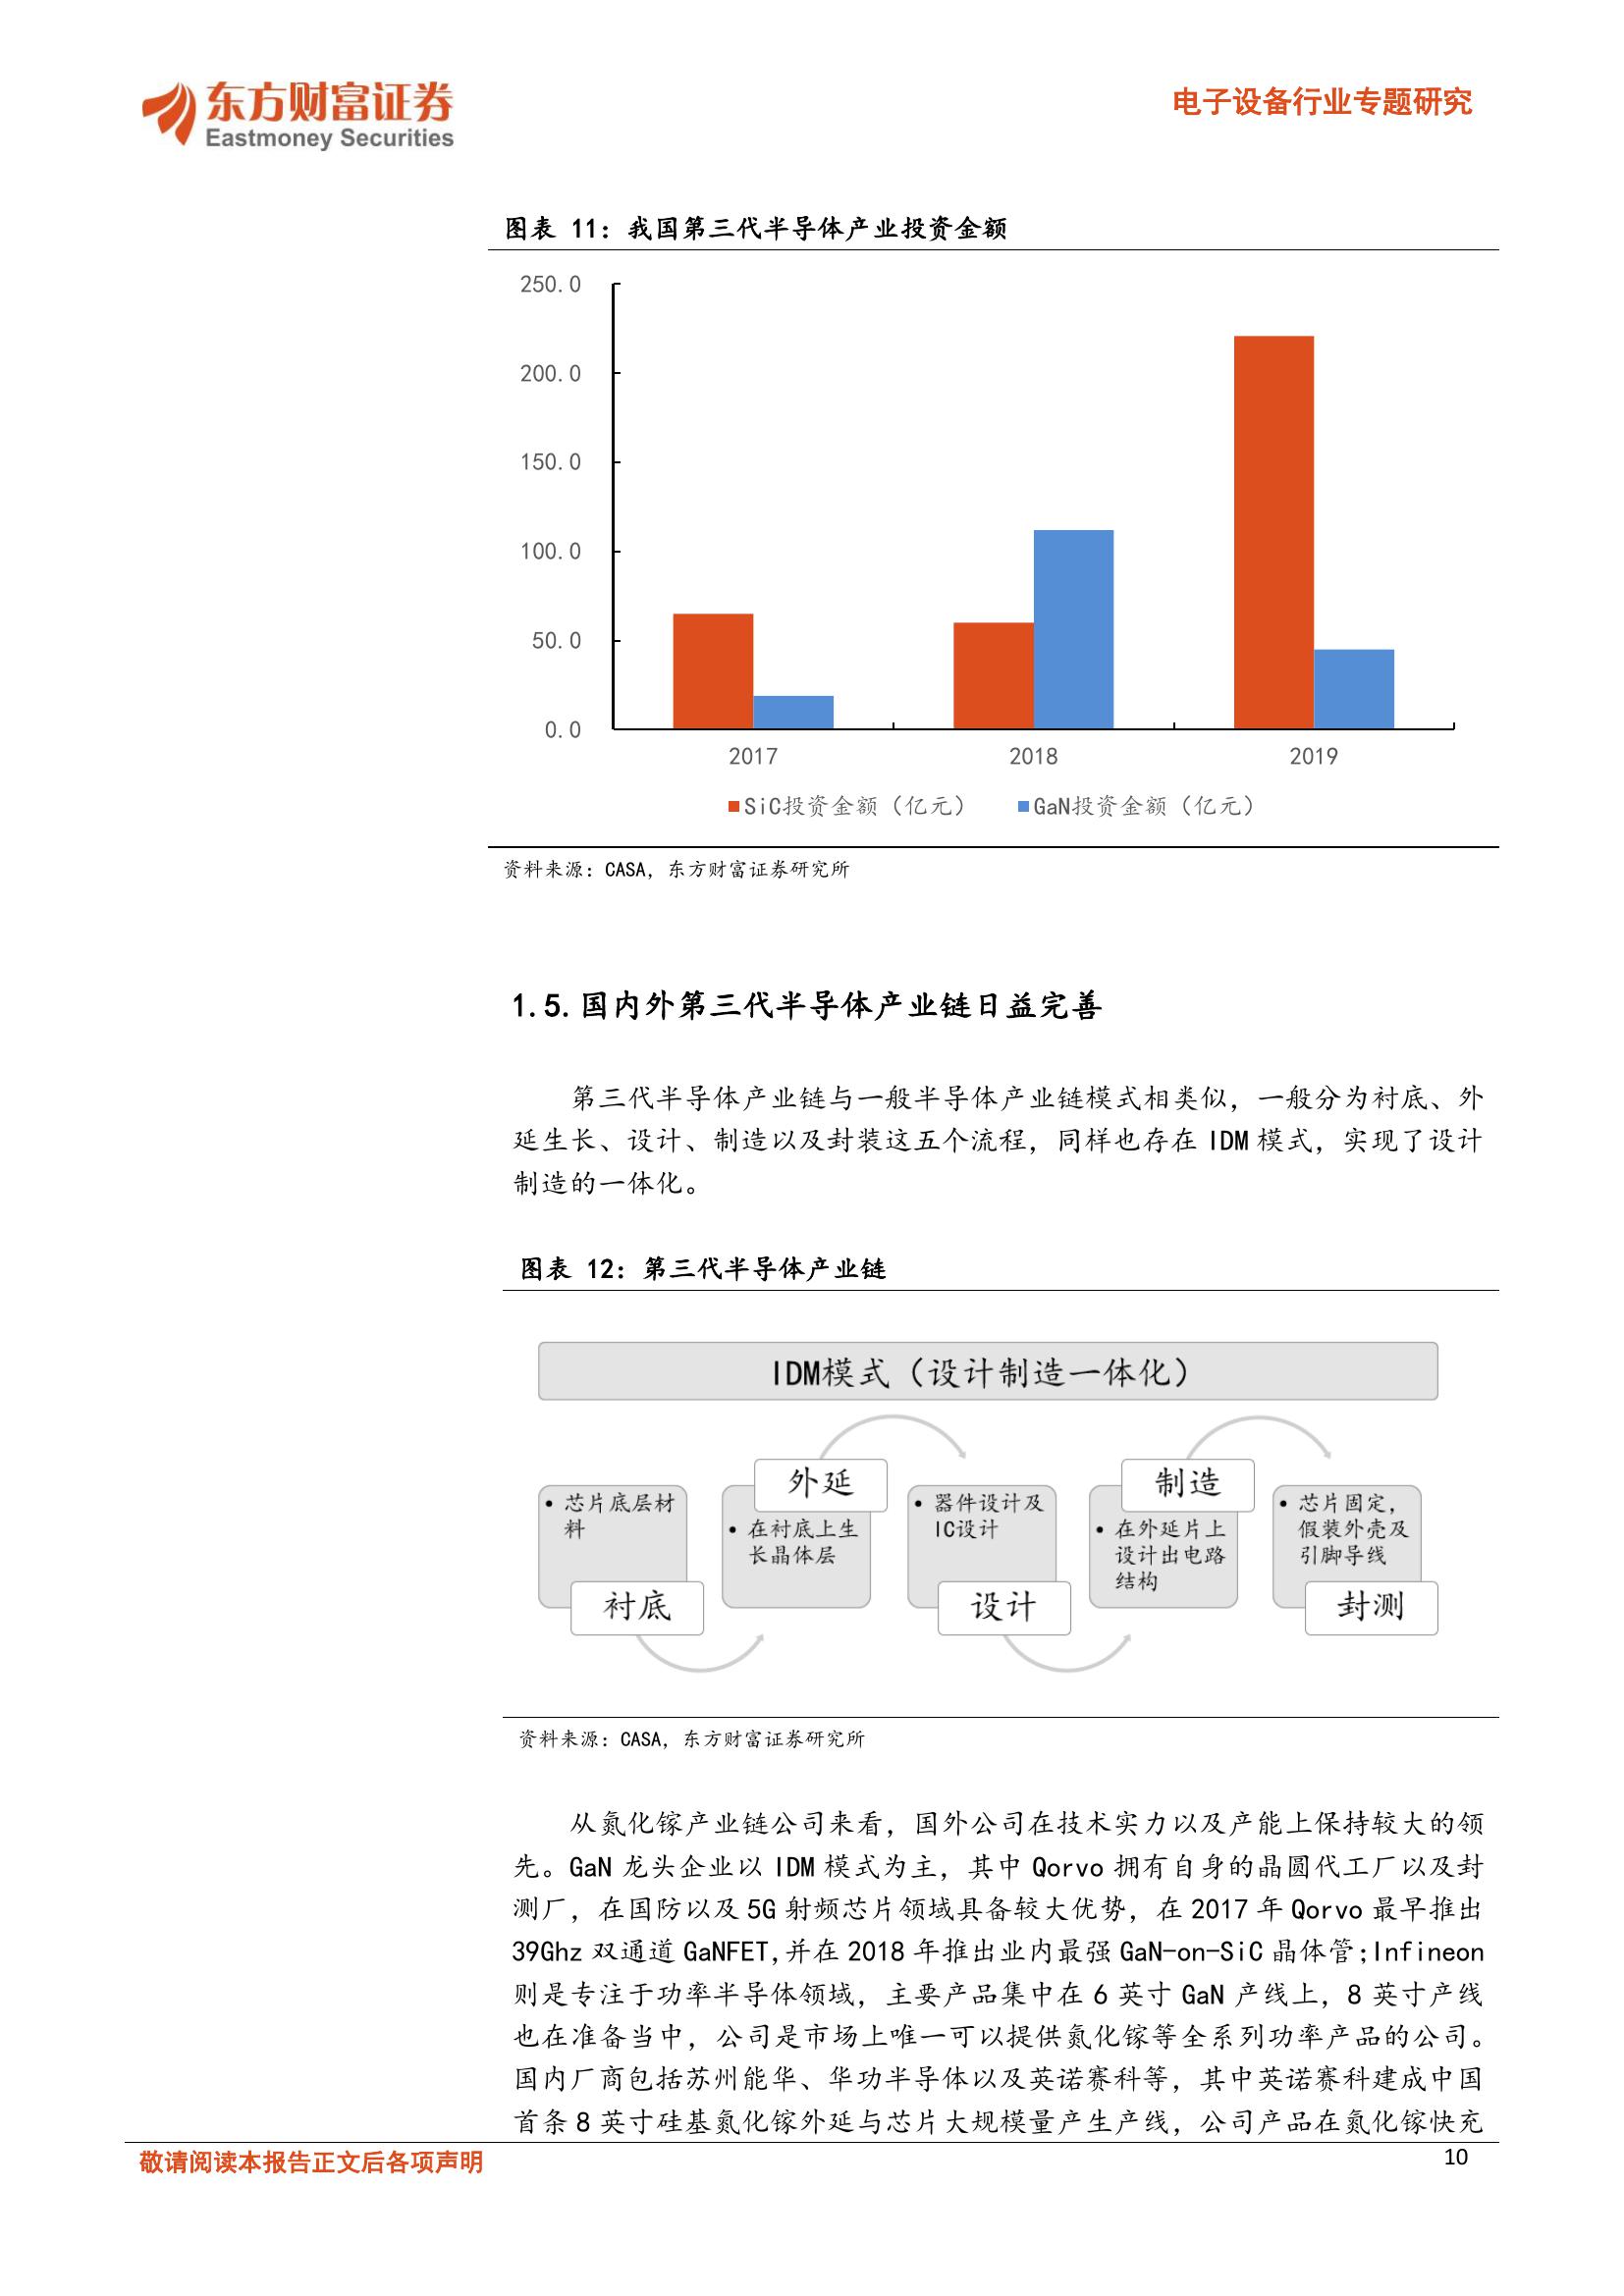 东方财富证券
Eastmoney Securities
电子设备行业专题研究
图表 11：我国第三代半导体产业投资金额
250.0
200.0
150.0
100.0
50.0
0.0
2017
2018
2019
SiC投资金额（亿元）
GaN投资金额（亿元）
资料来源：CASA，东方财富证券研究所
1.5.国内外第三代半导体产业链日益完善
第三代半导体产业链与一般半导体产业链模式相类似，一般分为衬底、外
延生长、设计、制造以及封装这五个流程，同样也存在 IDM 模式，实现了设计
制造的一体化。
图表 12：第三代半导体产业链
IDM模式（设计制造一体化）
• 芯片底层材
料
衬底
外延
• 在衬底上生
长晶体层
• 器件设计及
IC设计
设计
制造
• 在外延片上
设计出电路
结构
• 芯片固定，
假装外壳及
引脚导线
封测
资料来源：CASA，东方财富证券研究所
从氮化镓产业链公司来看，国外公司在技术实力以及产能上保持较大的领
先。GaN 龙头企业以 IDM 模式为主，其中 Qorvo 拥有自身的晶圆代工厂以及封
测厂，在国防以及 5G 射频芯片领域具备较大优势，在 2017 年 Qorvo 最早推出
39Ghz 双通道 GaNFET,并在 2018 年推出业内最强 GaN-on-SiC 晶体管;Infineon
则是专注于功率半导体领域，主要产品集中在 6 英寸 GaN 产线上，8 英寸产线
也在准备当中，公司是市场上唯一可以提供氮化镓等全系列功率产品的公司。
国内厂商包括苏州能华、华功半导体以及英诺赛科等，其中英诺赛科建成中国
首条 8 英寸硅基氮化镓外延与芯片大规模量产生产线，公司产品在氮化镓快充
敬请阅读本报告正文后各项声明
10